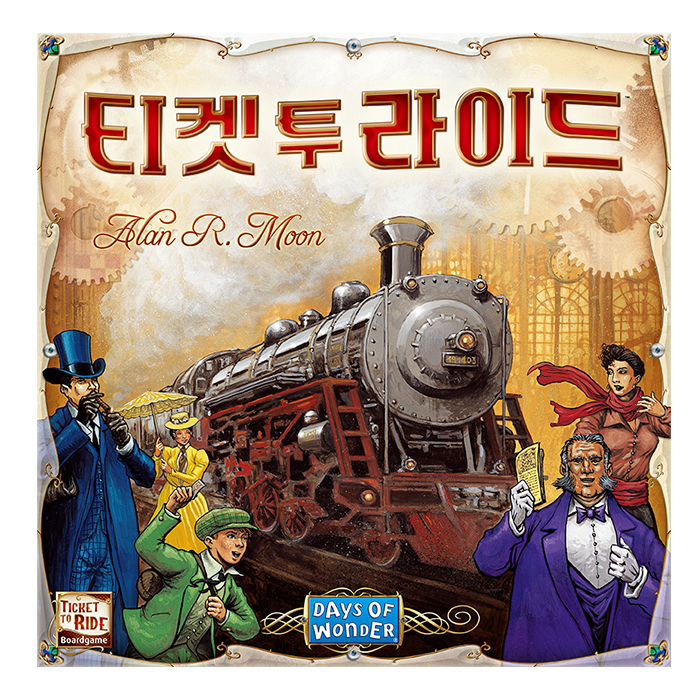 티켓 투 라이드
Alan R. Moon
TICKET
TO
RIDE
Boardgame
DAYS OF
WONDER